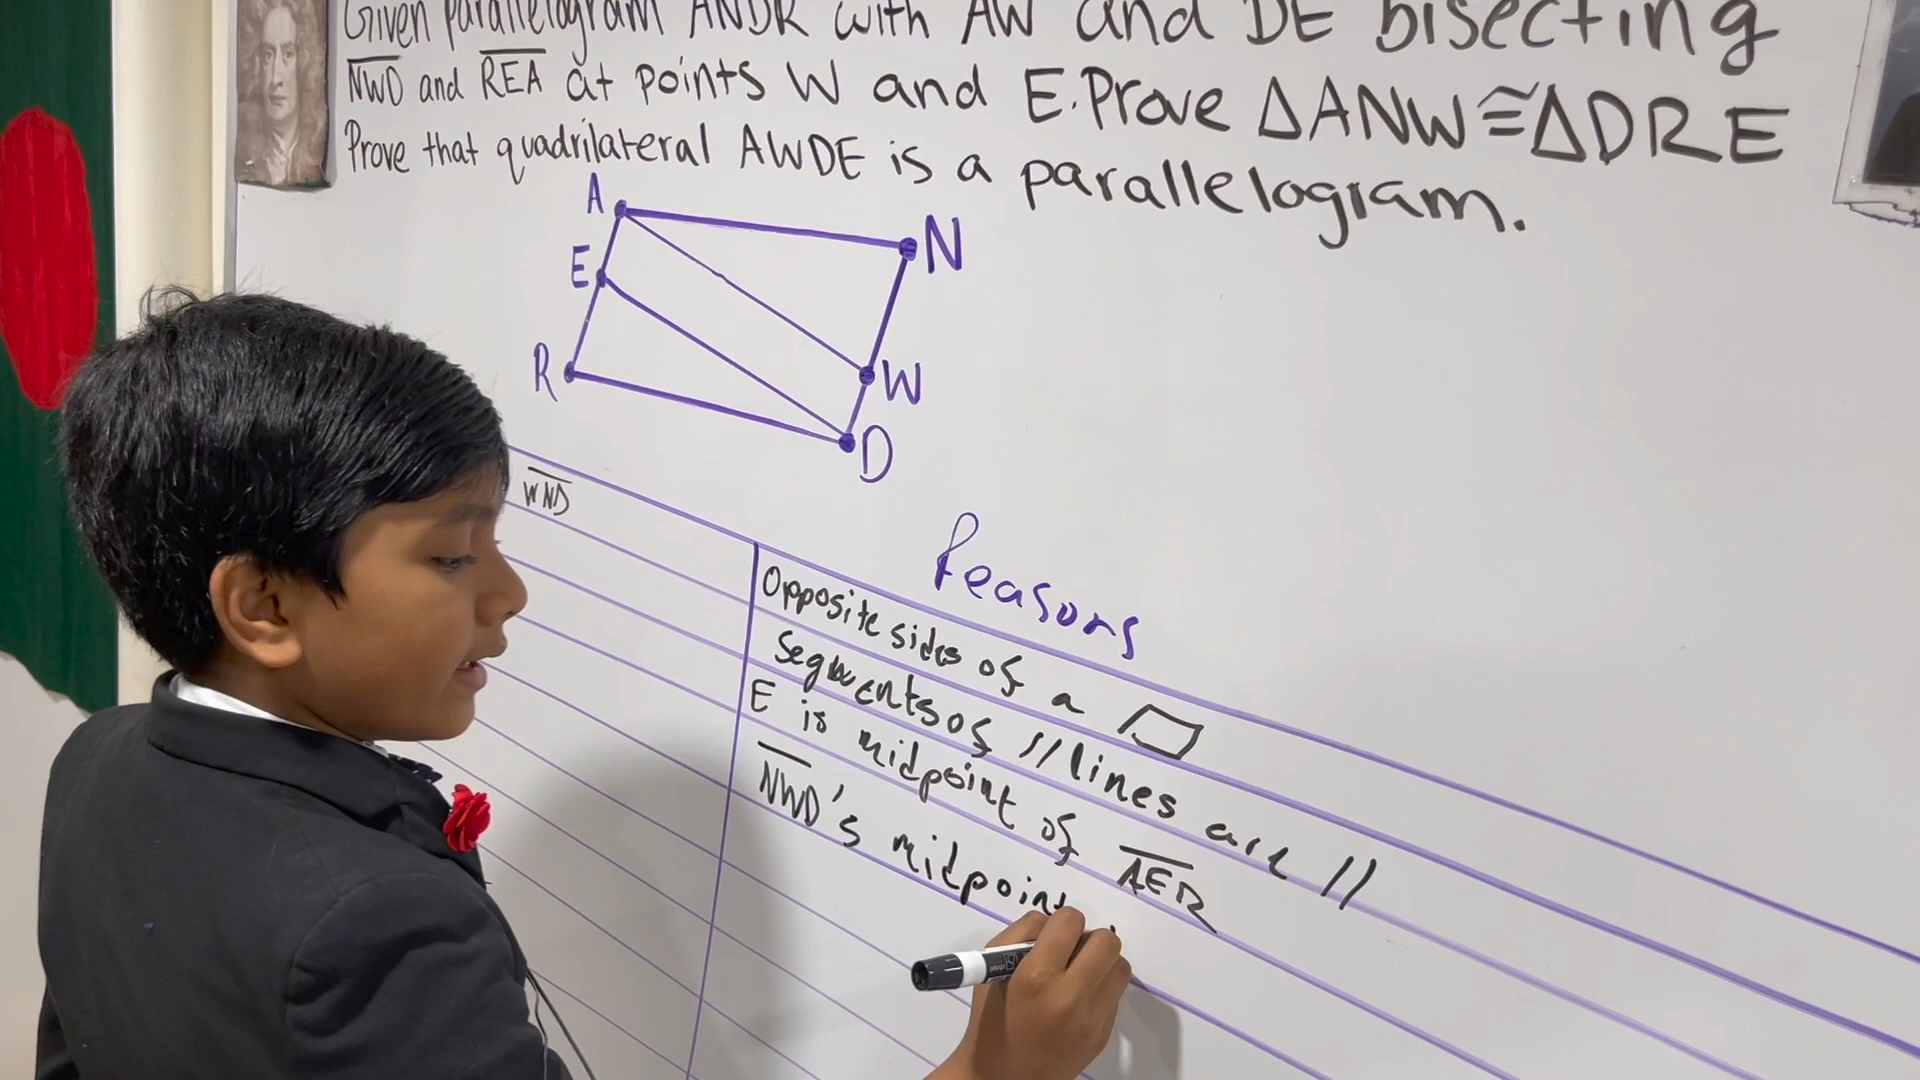 Given parallelogram ANDR with AW and DE bisecting
NWD and REA at points W and E. Prove ΔANW ≅ ΔDRE
Prove that quadrilateral AWDE is a parallelogram.
A
N
E
R
W
D
WND
Reasons
Opposite sides of a ▱
Segments of // lines are //
E is midpoint of AER
NWD's midpoint